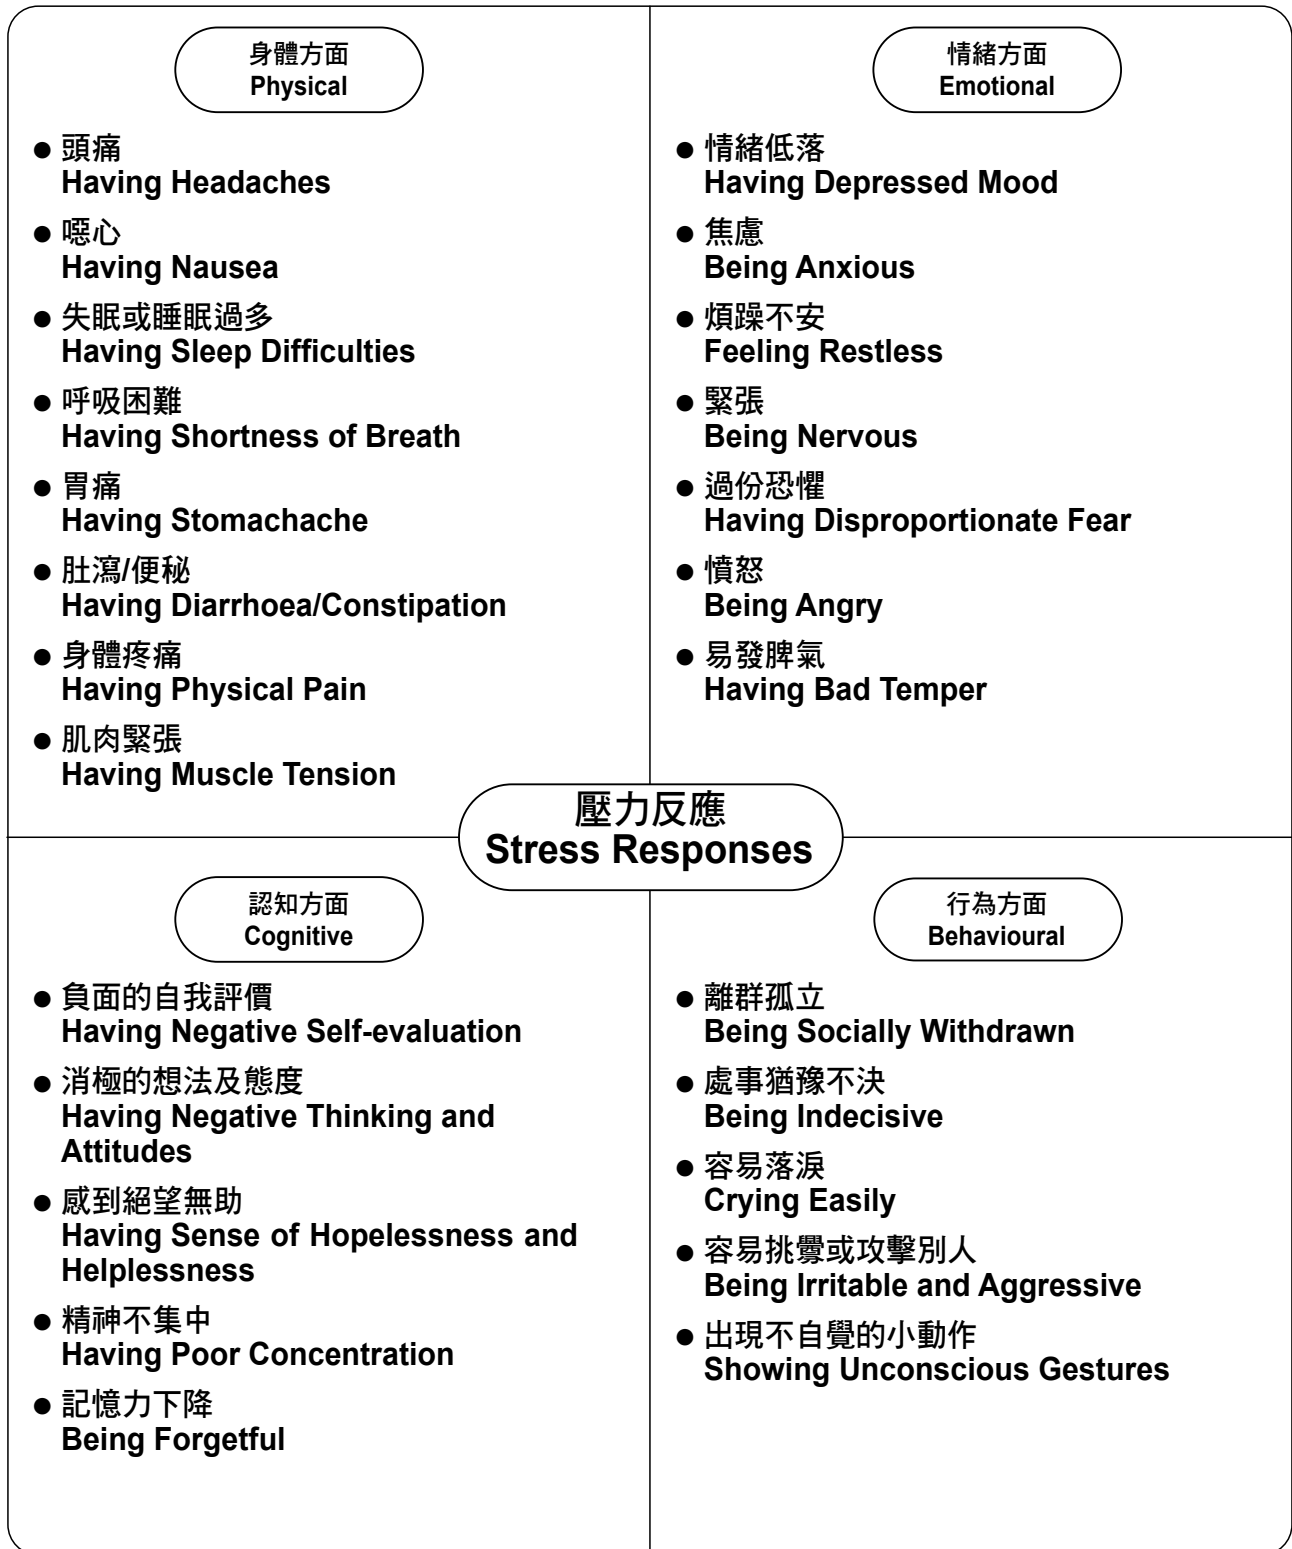 身體方面
Physical
● 頭痛
Having Headaches
● 噁心
Having Nausea
● 失眠或睡眠過多
Having Sleep Difficulties
● 呼吸困難
Having Shortness of Breath
● 胃痛
Having Stomachache
● 肚瀉/便秘
Having Diarrhoea/Constipation
● 身體疼痛
Having Physical Pain
● 肌肉緊張
Having Muscle Tension
情緒方面
Emotional
● 情緒低落
Having Depressed Mood
● 焦慮
Being Anxious
● 煩躁不安
Feeling Restless
● 緊張
Being Nervous
● 過份恐懼
Having Disproportionate Fear
● 憤怒
Being Angry
● 易發脾氣
Having Bad Temper
壓力反應
Stress Responses
認知方面
Cognitive
● 負面的自我評價
Having Negative Self-evaluation
● 消極的想法及態度
Having Negative Thinking and
Attitudes
● 感到絕望無助
Having Sense of Hopelessness and
Helplessness
● 精神不集中
Having Poor Concentration
● 記憶力下降
Being Forgetful
行為方面
Behavioural
● 離群孤立
Being Socially Withdrawn
● 處事猶豫不決
Being Indecisive
● 容易落淚
Crying Easily
● 容易挑釁或攻擊別人
Being Irritable and Aggressive
● 出現不自覺的小動作
Showing Unconscious Gestures